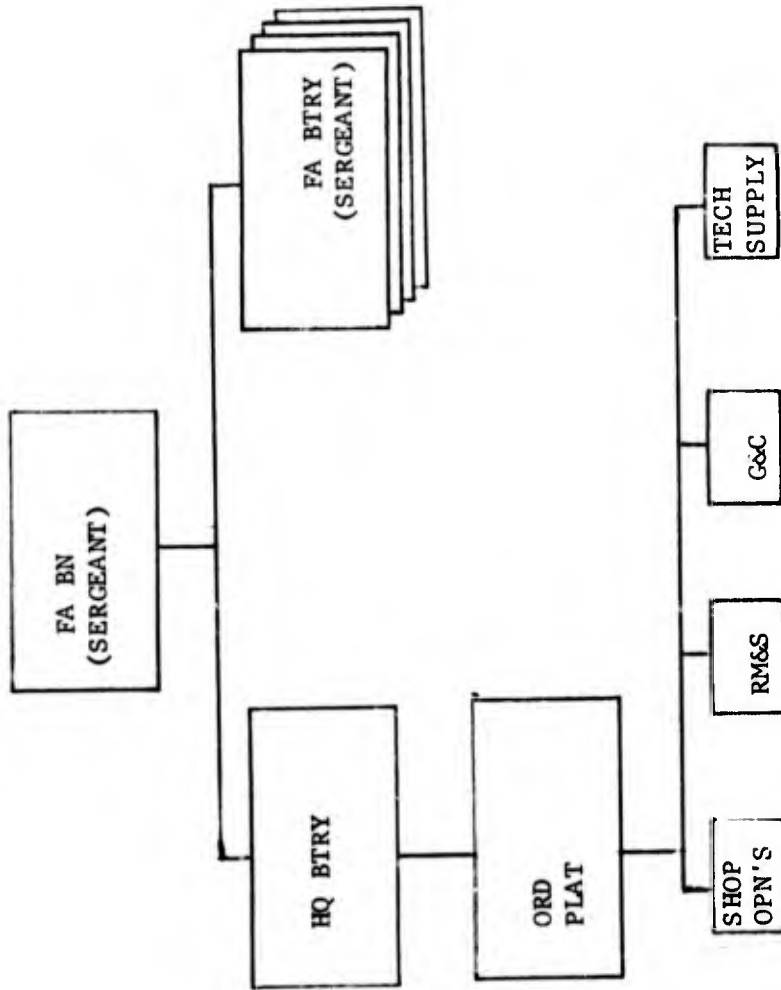 FA BN
(SERGEANT)
HQ BTRY
FA BTRY
(SERGEANT)
ORD
PLAT
SHOP
OPN'S
RM&S
G&C
TECH
SUPPLY